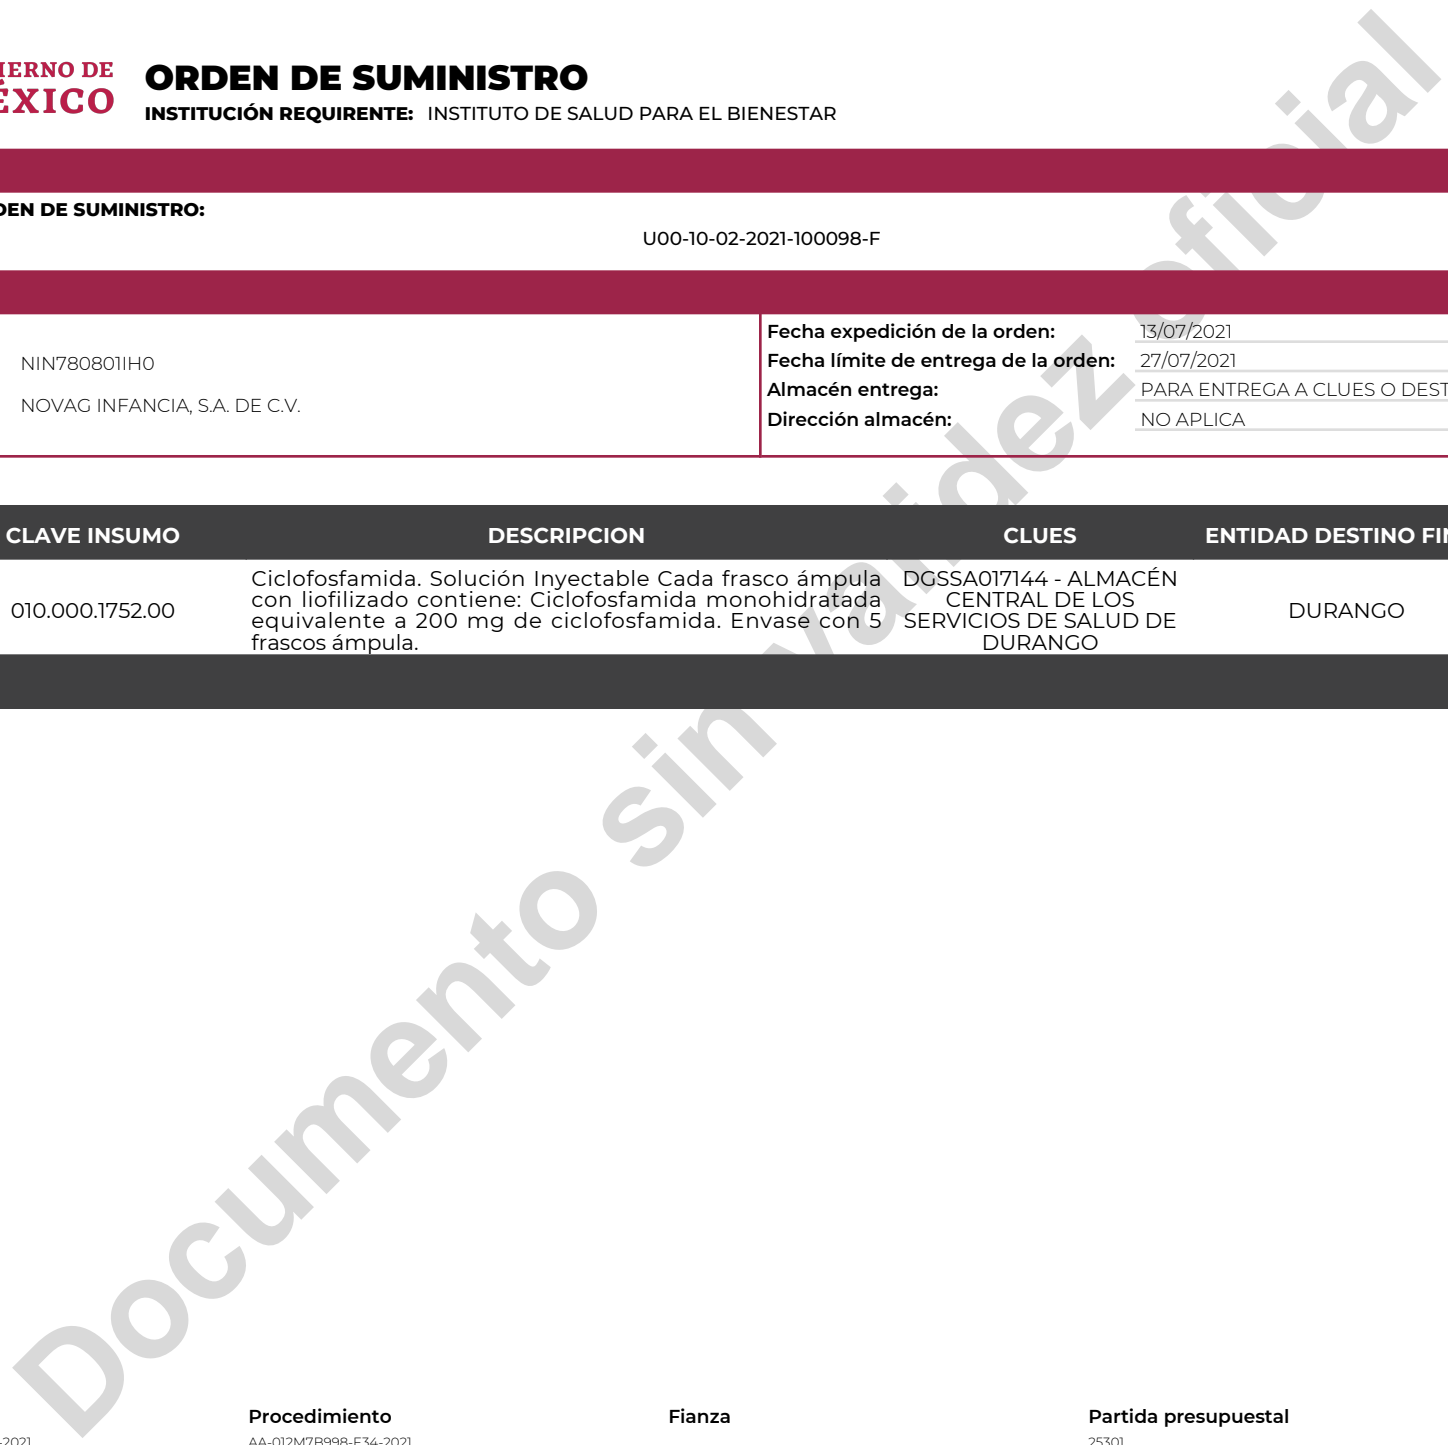 IERNO DE
ÉXICO
ORDEN DE SUMINISTRO
INSTITUCIÓN REQUIRENTE: INSTITUTO DE SALUD PARA EL BIENESTAR
DEN DE SUMINISTRO:
U00-10-02-2021-100098-F
NIN780801IH0
NOVAG INFANCIA, S.A. DE C.V.
Fecha expedición de la orden: 13/07/2021
Fecha límite de entrega de la orden: 27/07/2021
Almacén entrega: PARA ENTREGA A CLUES O DEST
Dirección almacén: NO APLICA
CLAVE INSUMO DESCRIPCION CLUES ENTIDAD DESTINO FIN
010.000.1752.00
Ciclofosfamida. Solución Inyectable Cada frasco ámpula
con liofilizado contiene: Ciclofosfamida monohidratada
equivalente a 200 mg de ciclofosfamida. Envase con 5
frascos ámpula.
DGSSA017144 - ALMACÉN
CENTRAL DE LOS
SERVICIOS DE SALUD DE
DURANGO
DURANGO
Documento sin validez oficial
Procedimiento Fianza Partida presupuestal
-2021 AA-012M7B998-E34-2021 25301